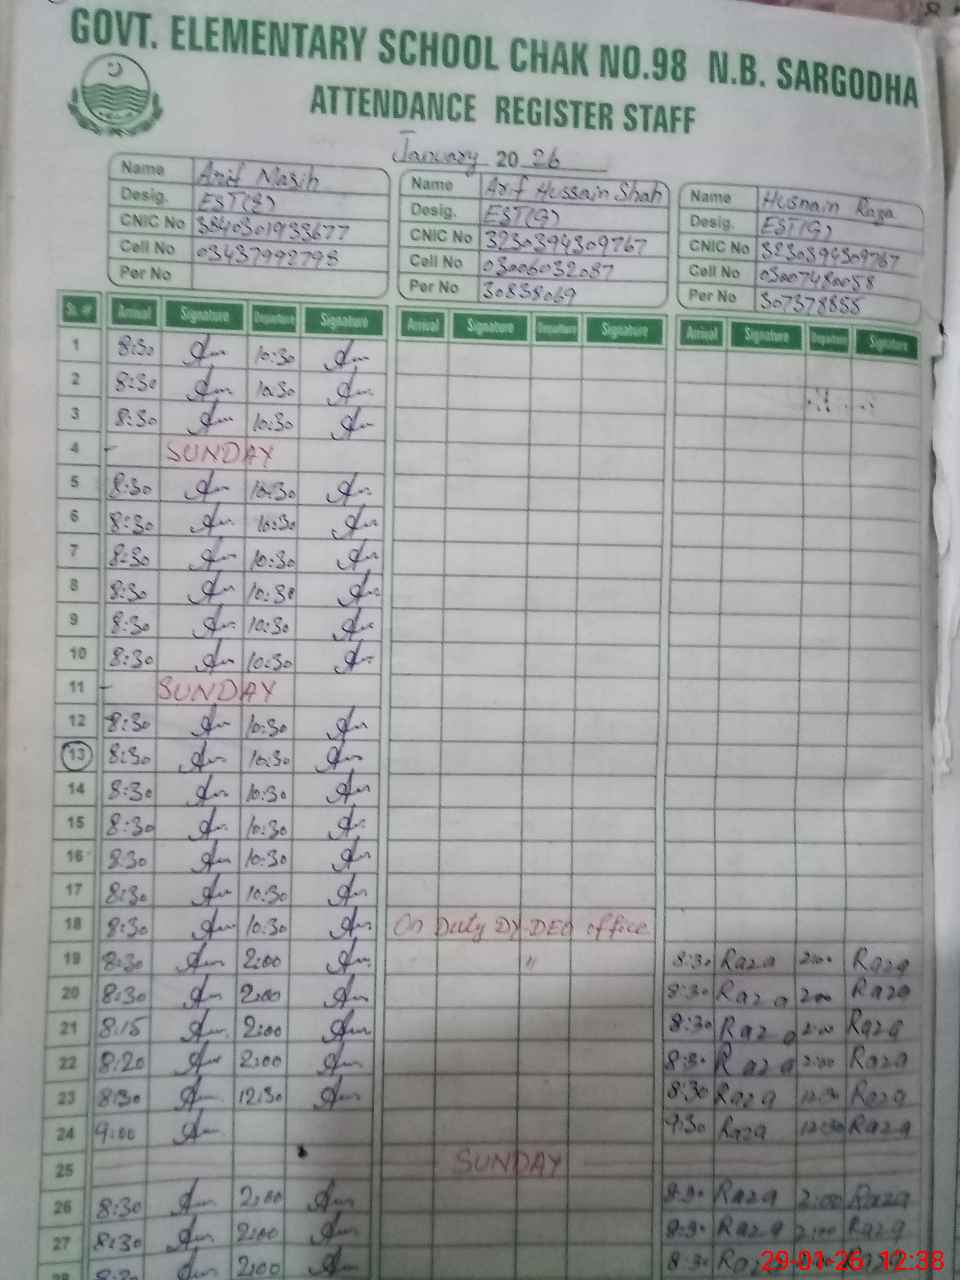 GOVT. ELEMENTARY SCHOOL CHAK NO.98 N.B. SARGODHA
ATTENDANCE REGISTER STAFF
January 20 26
Name Arif Masih Name Arif Hussain Shah Name Husnain Raza
Desig. EST(S) Desig. EST(G) Desig. EST(G)
CNIC No 3840301933677 CNIC No 3230394309767 CNIC No 3230394309767
Cell No 03437992798 Cell No 03006032087 Cell No 03007480058
Per No Per No 30838069 Per No 307378858
Sr. # Arrival Signature Departure Signature Arrival Signature Departure Signature Arrival Signature Departure Signature
1 8:30 10:30
2 8:30 10:30
3 8:30 10:30
4 - SUNDAY
5 8:30 10:30
6 8:30 10:30
7 8:30 10:30
8 8:30 10:30
9 8:30 10:30
10 8:30 10:30
11 - SUNDAY
12 8:30 10:30
13 8:30 10:30
14 8:30 10:30
15 8:30 10:30
16 8:30 10:30
17 8:30 10:30
18 8:30 10:30 On Duty DY-DEO office
19 8:30 2:00 " 8:30 Raza 2:00 Raza
20 8:30 2:00 8:30 Raza 2:00 Raza
21 8:15 2:00 8:30 Raza 2:00 Raza
22 8:20 2:00 8:30 Raza 2:00 Raza
23 8:30 12:30 8:30 Raza 12:30 Raza
24 9:00 9:30 Raza 12:30 Raza
25 SUNDAY
26 8:30 2:00 8:30 Raza 2:00 Raza
27 8:30 2:00 8:30 Raza 2:00 Raza
28 8:30 2:00 8:30
29-01-26 12:38